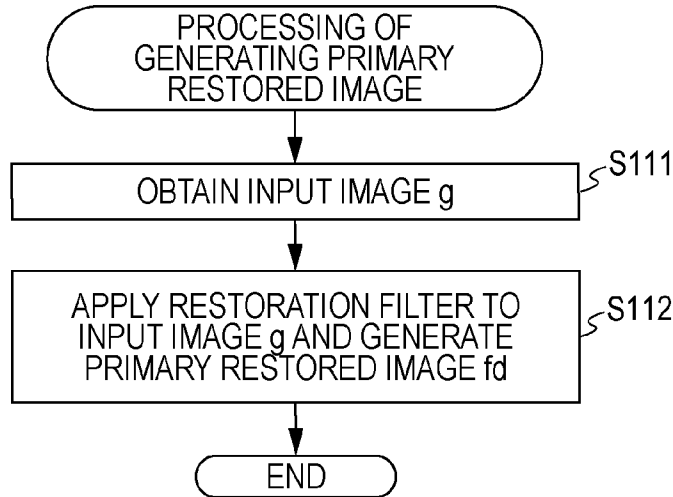 PROCESSING OF
GENERATING PRIMARY
RESTORED IMAGE
OBTAIN INPUT IMAGE g
S111
APPLY RESTORATION FILTER TO
INPUT IMAGE g AND GENERATE
PRIMARY RESTORED IMAGE fd
S112
END